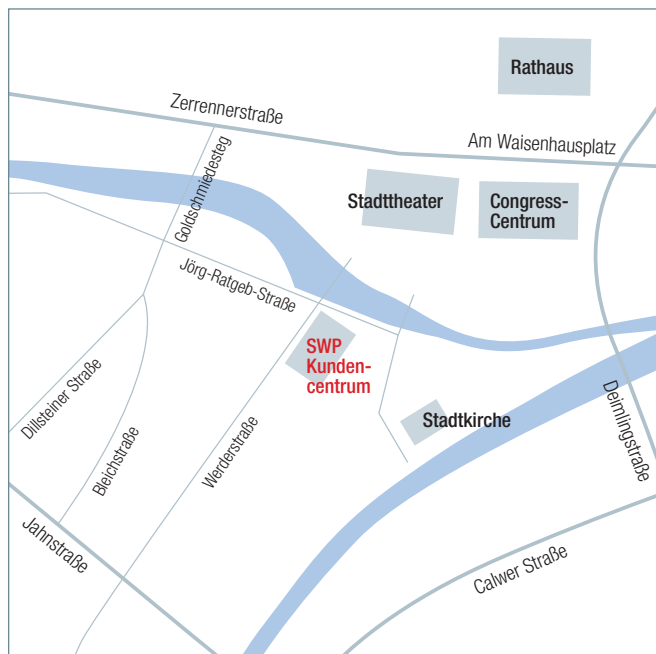 Rathaus
Zerrennerstraße
Am Waisenhausplatz
Goldschmiedesteg
Stadttheater
Congress-
Centrum
Jörg-Ratgeb-Straße
SWP
Kunden-
centrum
Dillsteiner Straße
Bleichstraße
Werderstraße
Stadtkirche
Deimlingstraße
Jahnstraße
Calwer Straße